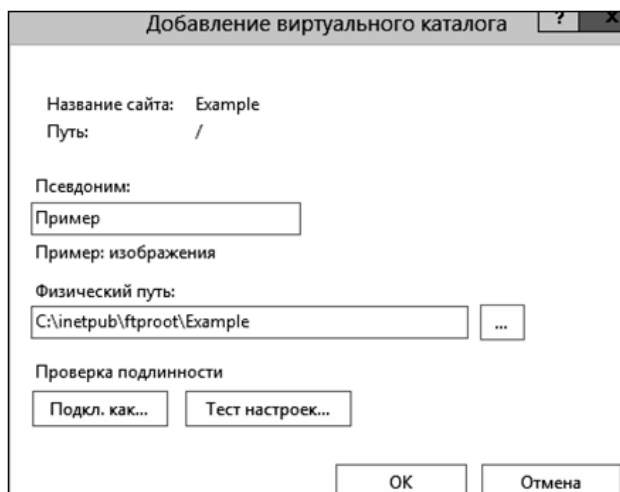 Добавление виртуального каталога ? x
Название сайта: Example
Путь: /
Псевдоним:
Пример
Пример: изображения
Физический путь:
C:\inetpub\ftproot\Example ...
Проверка подлинности
Подкл. как... Тест настроек...
ОК Отмена